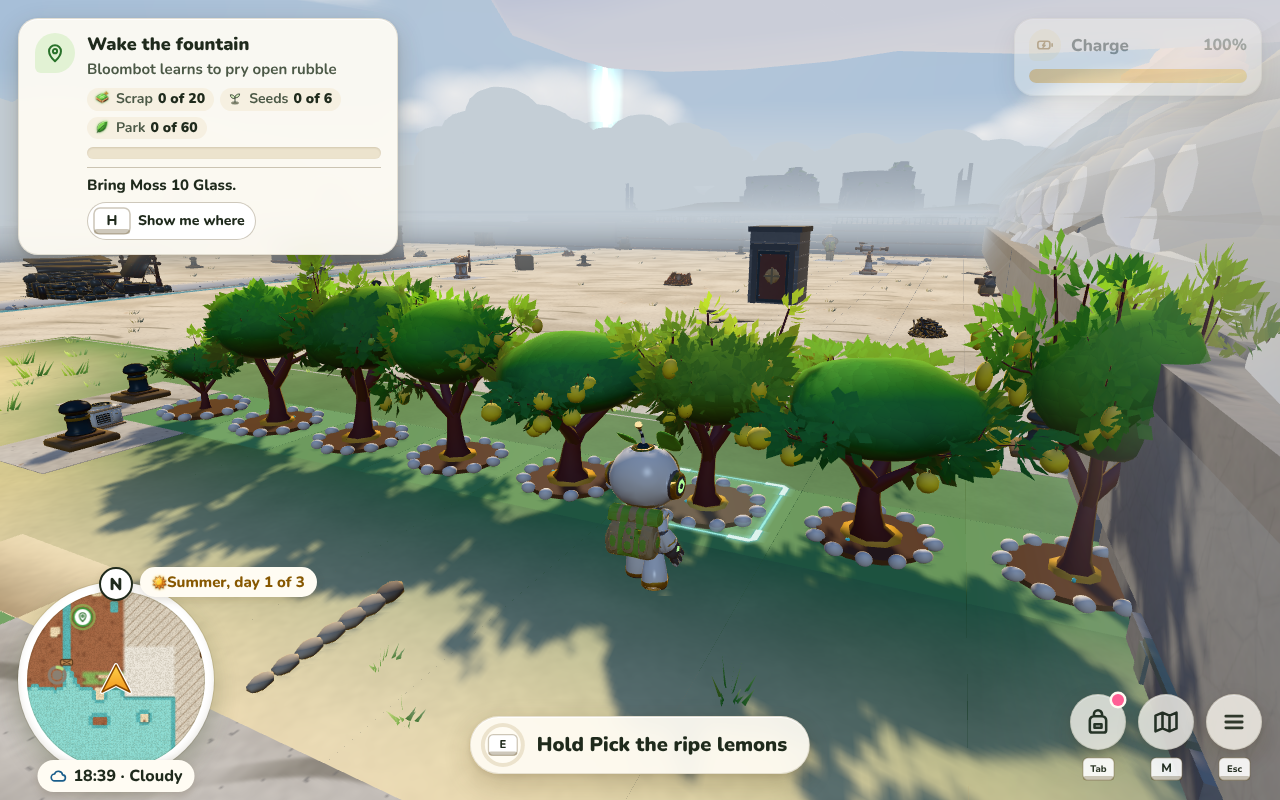 Wake the fountain
Bloombot learns to pry open rubble
Scrap 0 of 20 Seeds 0 of 6
Park 0 of 60
Bring Moss 10 Glass.
H Show me where
Charge 100%
N
Summer, day 1 of 3
18:39 · Cloudy
E Hold Pick the ripe lemons
Tab M Esc